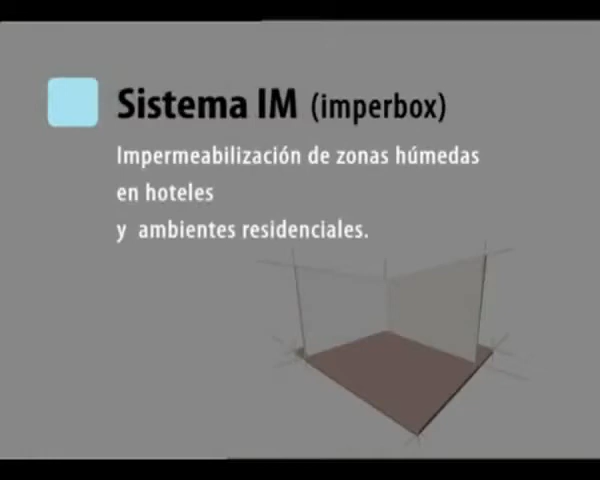 Sistema IM (imperbox)
Impermeabilización de zonas húmedas
en hoteles
y ambientes residenciales.